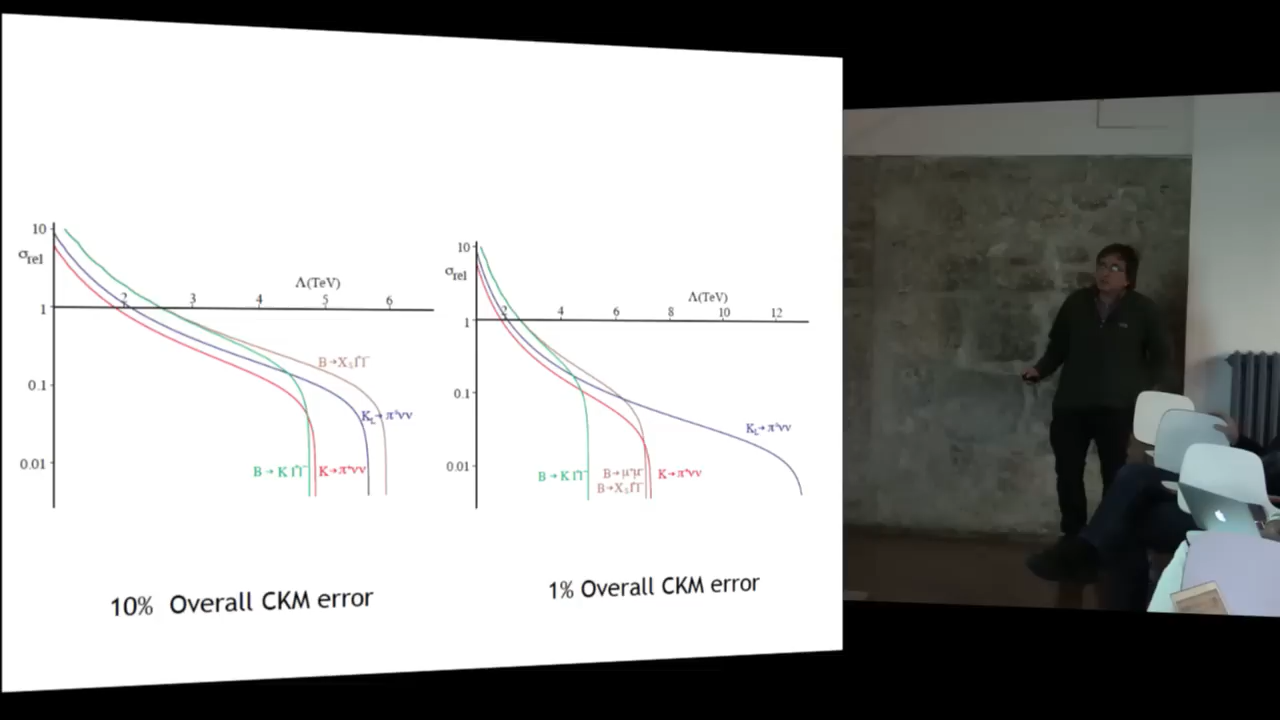 10
σrel
Λ(TeV)
2
3
4
5
6
1
B→Xsl⁺l⁻
0.1
KL→π⁰νν
0.01
B→Kl⁺l⁻
K→π⁺νν
10% Overall CKM error
10
σrel
Λ(TeV)
2
4
6
8
10
12
1
0.1
KL→π⁰νν
0.01
B→Kl⁺l⁻
B→μ⁺μ⁻
B→Xsl⁺l⁻
K→π⁺νν
1% Overall CKM error